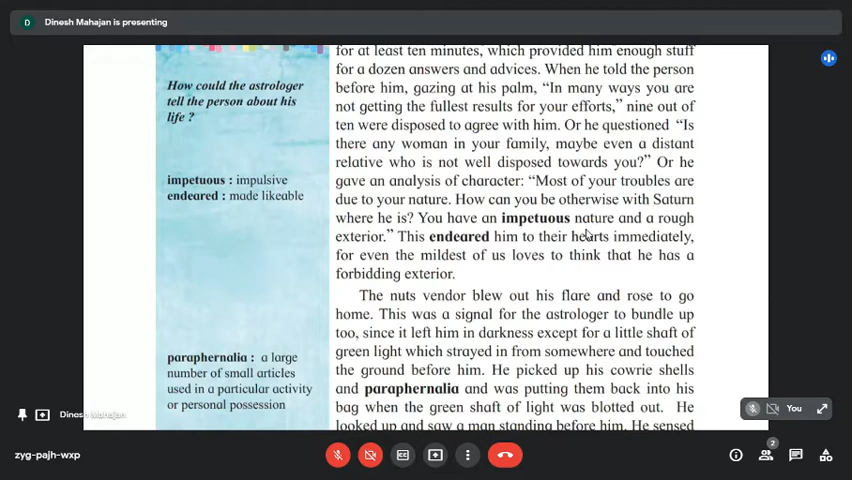 D Dinesh Mahajan is presenting
for at least ten minutes, which provided him enough stuff
for a dozen answers and advices. When he told the person
before him, gazing at his palm, “In many ways you are
not getting the fullest results for your efforts,” nine out of
ten were disposed to agree with him. Or he questioned “Is
there any woman in your family, maybe even a distant
relative who is not well disposed towards you?” Or he
gave an analysis of character: “Most of your troubles are
due to your nature. How can you be otherwise with Saturn
where he is? You have an impetuous nature and a rough
exterior.” This endeared him to their hearts immediately,
for even the mildest of us loves to think that he has a
forbidding exterior.
The nuts vendor blew out his flare and rose to go
home. This was a signal for the astrologer to bundle up
too, since it left him in darkness except for a little shaft of
green light which strayed in from somewhere and touched
the ground before him. He picked up his cowrie shells
and paraphernalia and was putting them back into his
bag when the green shaft of light was blotted out. He
looked up and saw a man standing before him. He sensed
How could the astrologer
tell the person about his
life ?
impetuous : impulsive
endeared : made likeable
paraphernalia : a large
number of small articles
used in a particular activity
or personal possession
Dinesh Mahajan
You
zyg-pajh-wxp
2